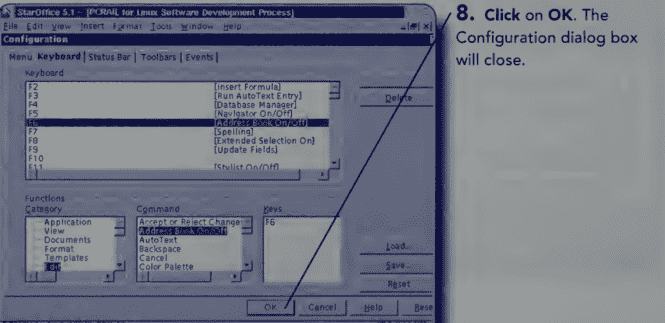 StarOffice 5.1 - [PCRAIL for Linux Software Development Process]
File Edit View Insert Format Tools Window Help
Configuration
Menu Keyboard Status Bar Toolbars Events
Keyboard
F2 [Insert Formula]
F3 [Run AutoText Entry]
F4 [Database Manager]
F5 [Navigator On/Off]
F6 [Address Book On/Off]
F7 [Spelling]
F8 [Extended Selection On]
F9 [Update Fields]
F10
F11 [Stylist On/Off]
Delete
Functions
Category Command Keys
Application Accept or Reject Change F6
View Address Book On/Off
Documents AutoText
Format Backspace
Templates Cancel
Edit Color Palette
Load...
Save...
Reset
OK Cancel Help Rese
8. Click on OK. The
Configuration dialog box
will close.